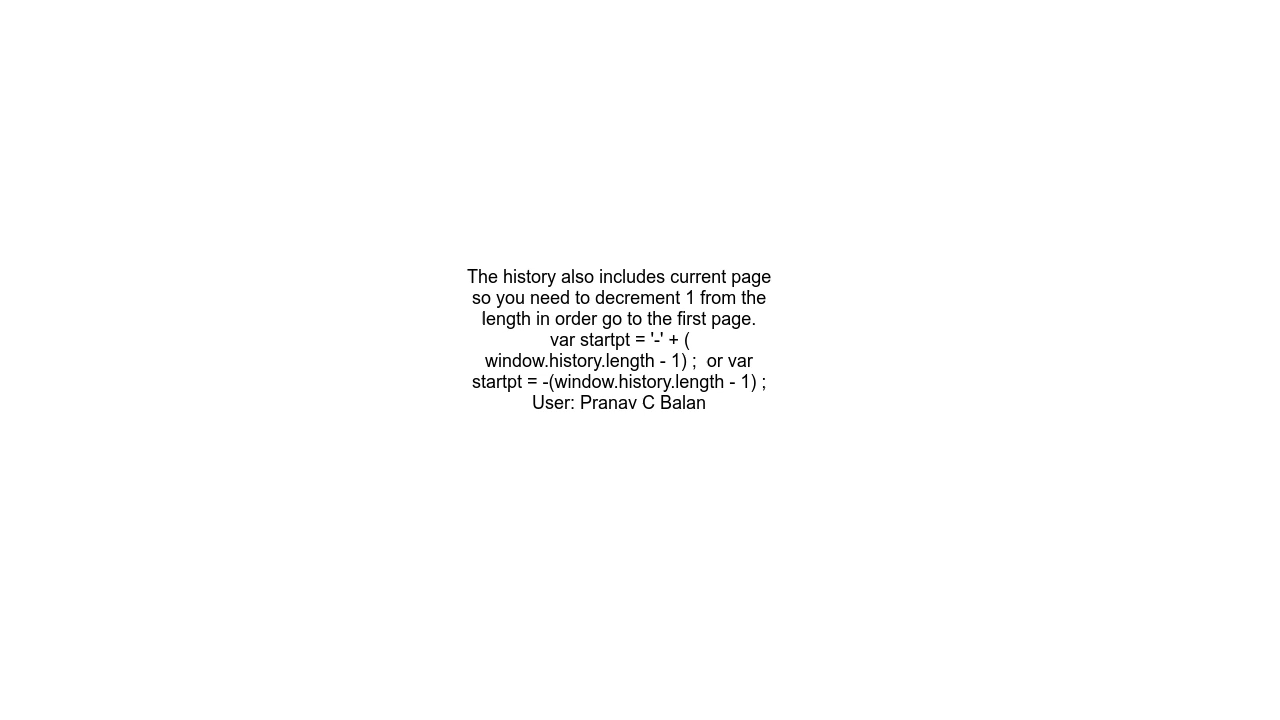 The history also includes current page
so you need to decrement 1 from the
length in order go to the first page.
var startpt = '-' + (
window.history.length - 1) ;  or var
startpt = -(window.history.length - 1) ;
User: Pranav C Balan